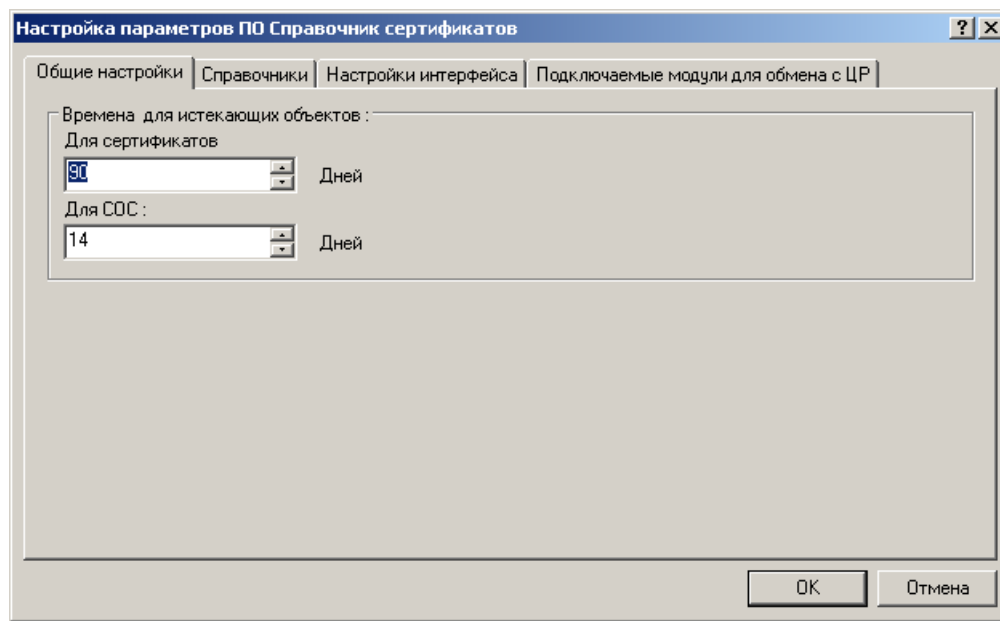 Настройка параметров ПО Справочник сертификатов
Общие настройки Справочники Настройки интерфейса Подключаемые модули для обмена с ЦР
Времена для истекающих объектов :
Для сертификатов
90 Дней
Для СОС :
14 Дней
OK Отмена